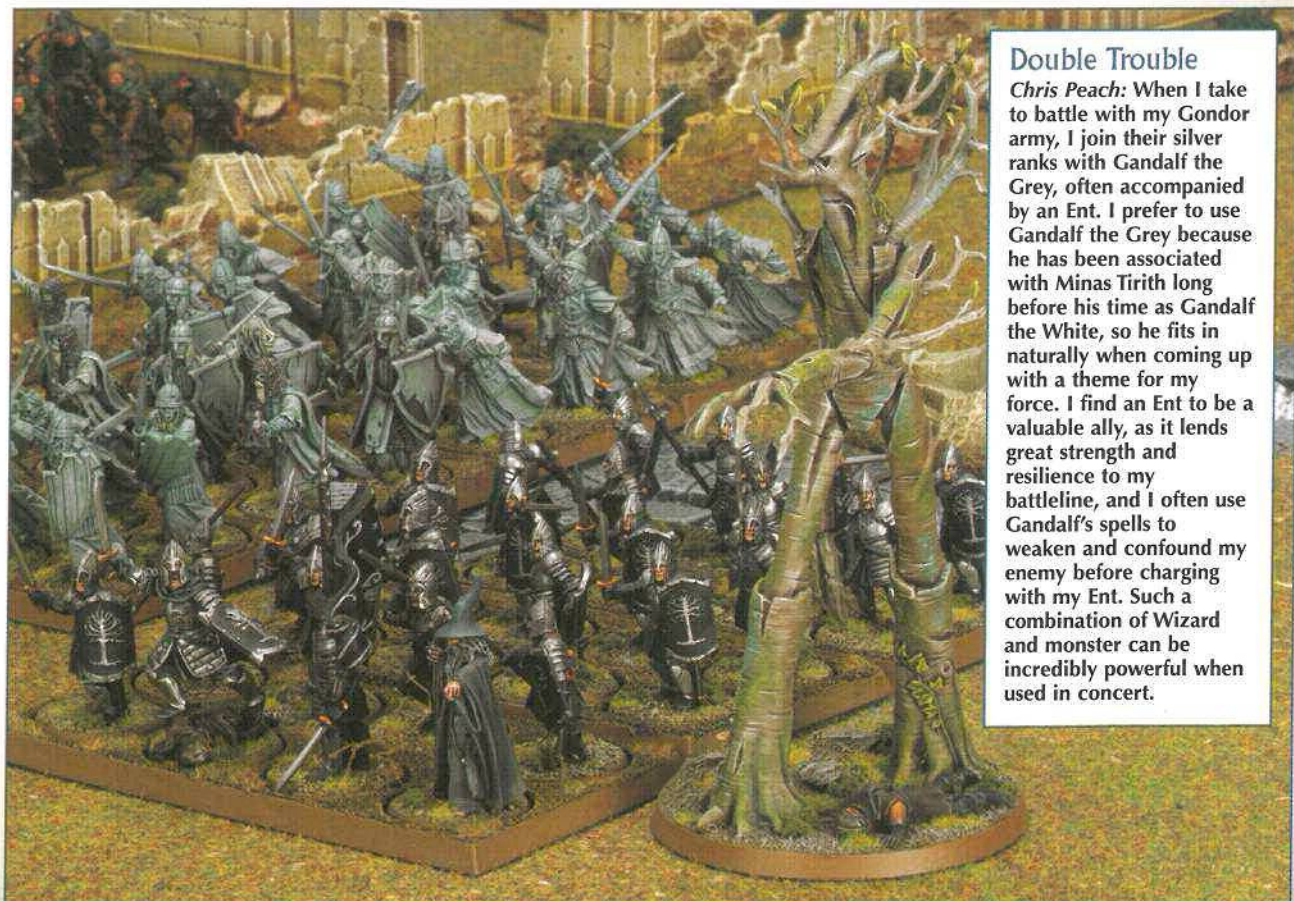 Double Trouble
Chris Peach: When I take
to battle with my Gondor
army, I join their silver
ranks with Gandalf the
Grey, often accompanied
by an Ent. I prefer to use
Gandalf the Grey because
he has been associated
with Minas Tirith long
before his time as Gandalf
the White, so he fits in
naturally when coming up
with a theme for my
force. I find an Ent to be a
valuable ally, as it lends
great strength and
resilience to my
battleline, and I often use
Gandalf's spells to
weaken and confound my
enemy before charging
with my Ent. Such a
combination of Wizard
and monster can be
incredibly powerful when
used in concert.